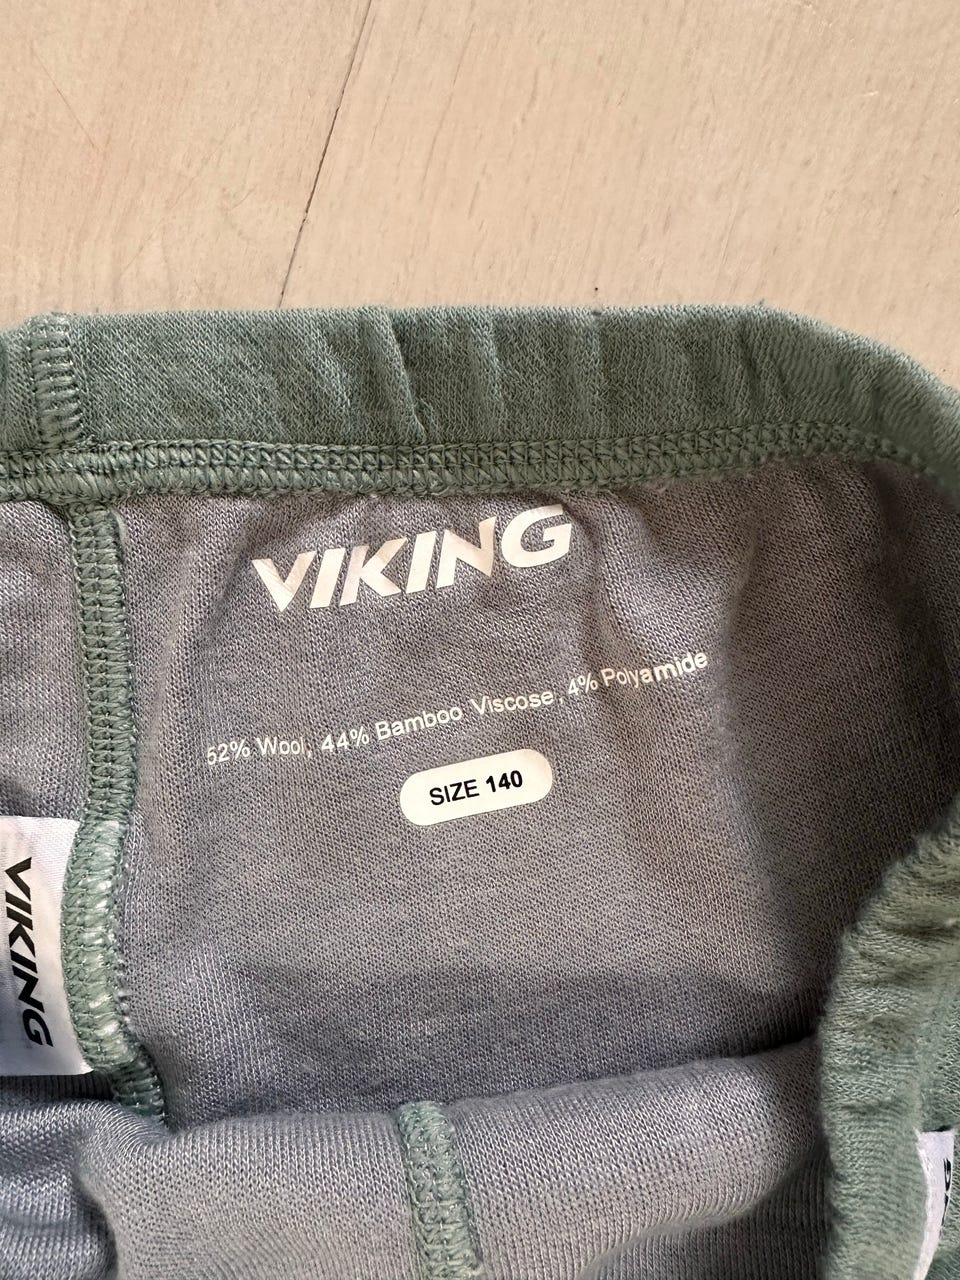 VIKING
52% Wool, 44% Bamboo Viscose, 4% Polyamide
SIZE 140
VIKING